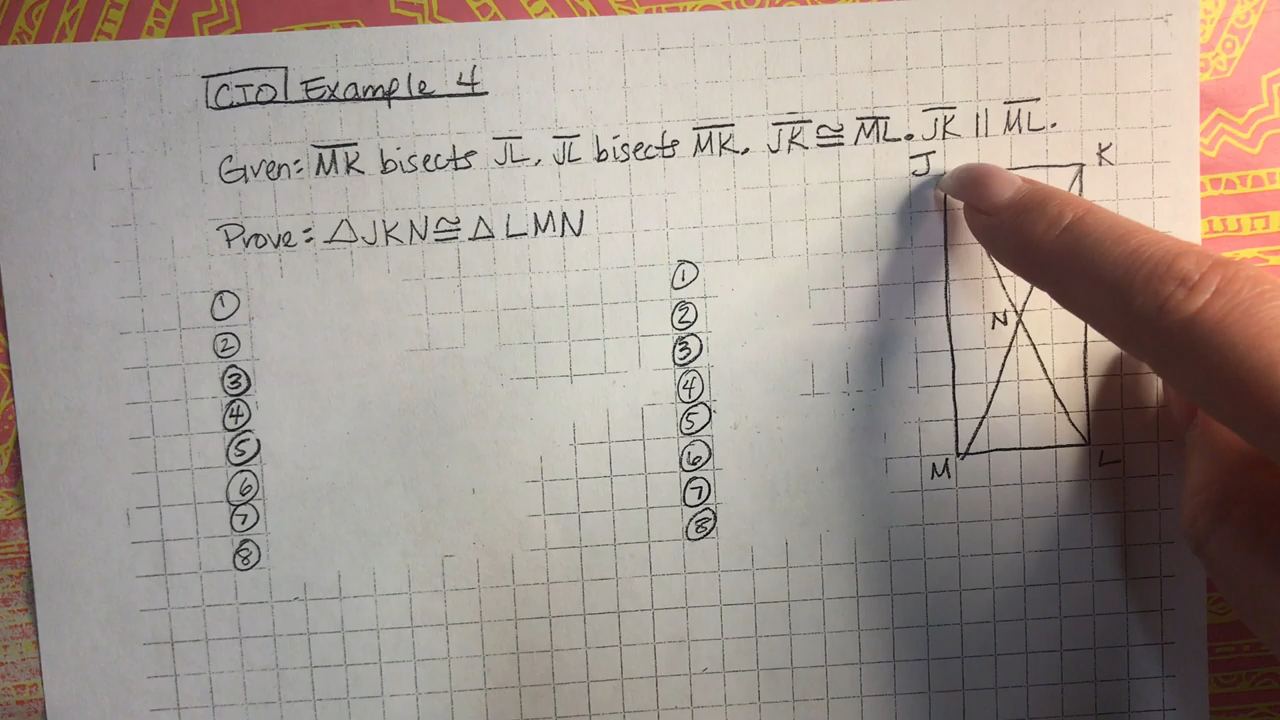 CIO Example 4
Given: MK bisects JL. JL bisects MK. JK ≅ ML. JK || ML.
J
K
Prove: △JKN ≅ △LMN
① ①
② ②
③ ③
④ ④
⑤ ⑤
⑥ ⑥
⑦ ⑦
⑧ ⑧
N
M
L